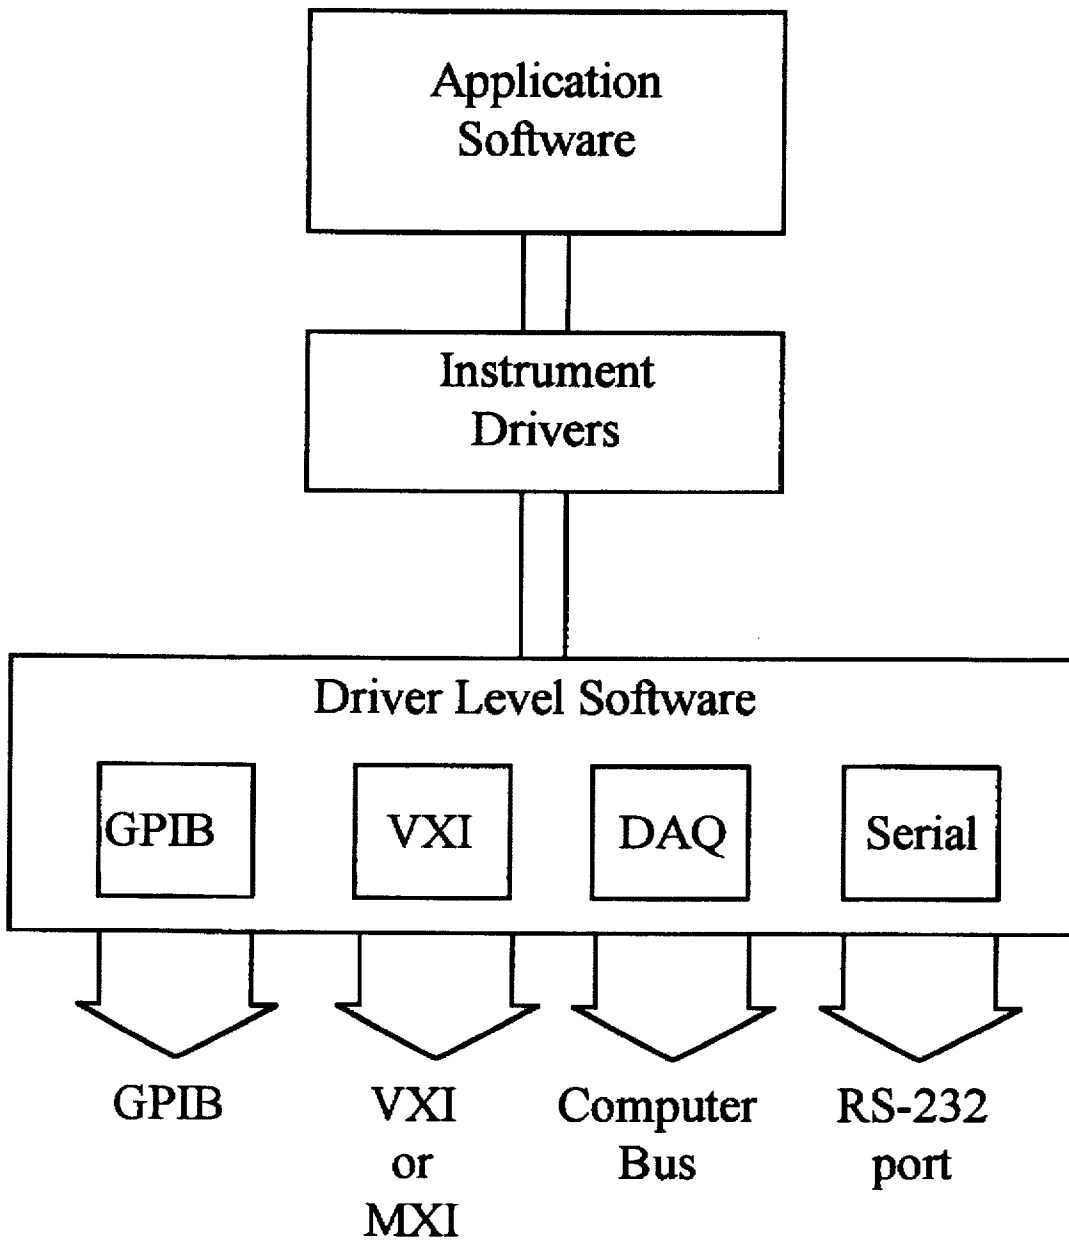 Application
Software
Instrument
Drivers
Driver Level Software
GPIB
VXI
DAQ
Serial
GPIB
VXI
or
MXI
Computer
Bus
RS-232
port